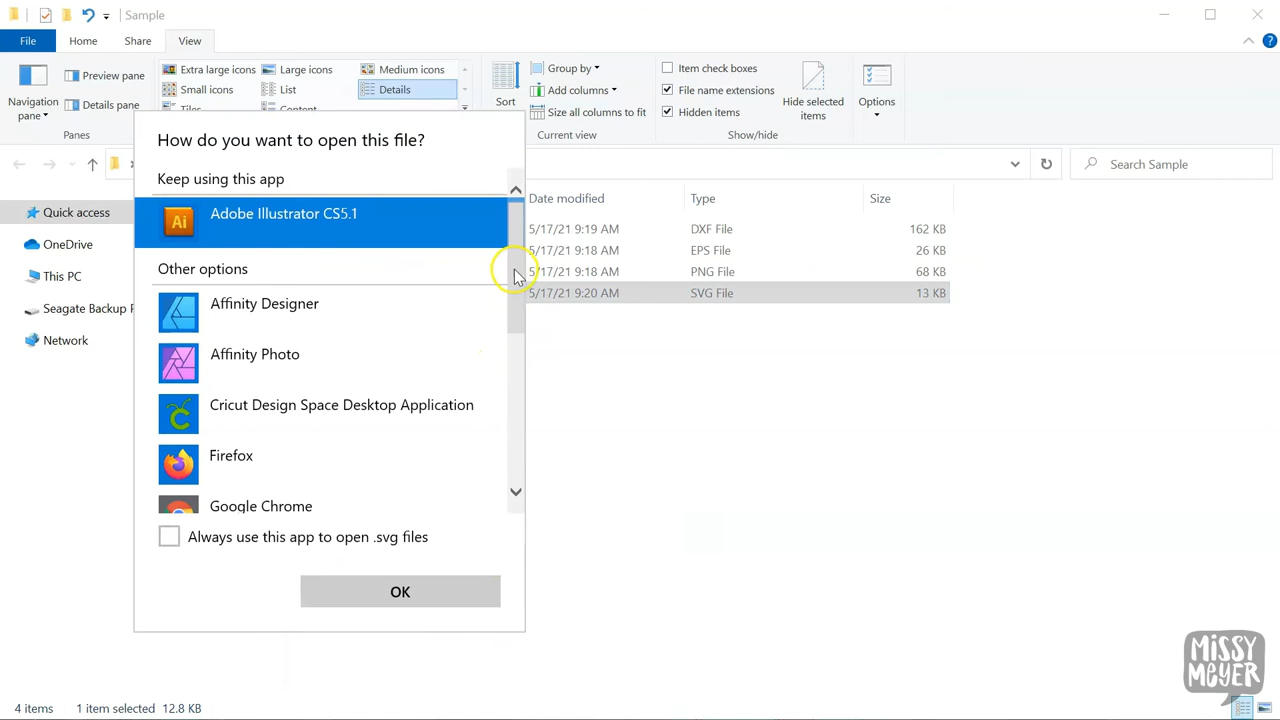 Sample
File Home Share View
Preview pane
Details pane
Navigation
pane
Panes
Extra large icons Large icons Medium icons
Small icons List Details
Tiles Content
Sort
Group by
Add columns
Size all columns to fit
Current view
Item check boxes
File name extensions
Hidden items
Hide selected
items
Show/hide
Options
Search Sample
Quick access
OneDrive
This PC
Seagate Backup
Network
How do you want to open this file?
Keep using this app
Ai Adobe Illustrator CS5.1
Other options
Affinity Designer
Affinity Photo
Cricut Design Space Desktop Application
Firefox
Google Chrome
Always use this app to open .svg files
OK
Date modified Type Size
5/17/21 9:19 AM DXF File 162 KB
5/17/21 9:18 AM EPS File 26 KB
5/17/21 9:18 AM PNG File 68 KB
5/17/21 9:20 AM SVG File 13 KB
4 items 1 item selected 12.8 KB
MISSY
MEYER